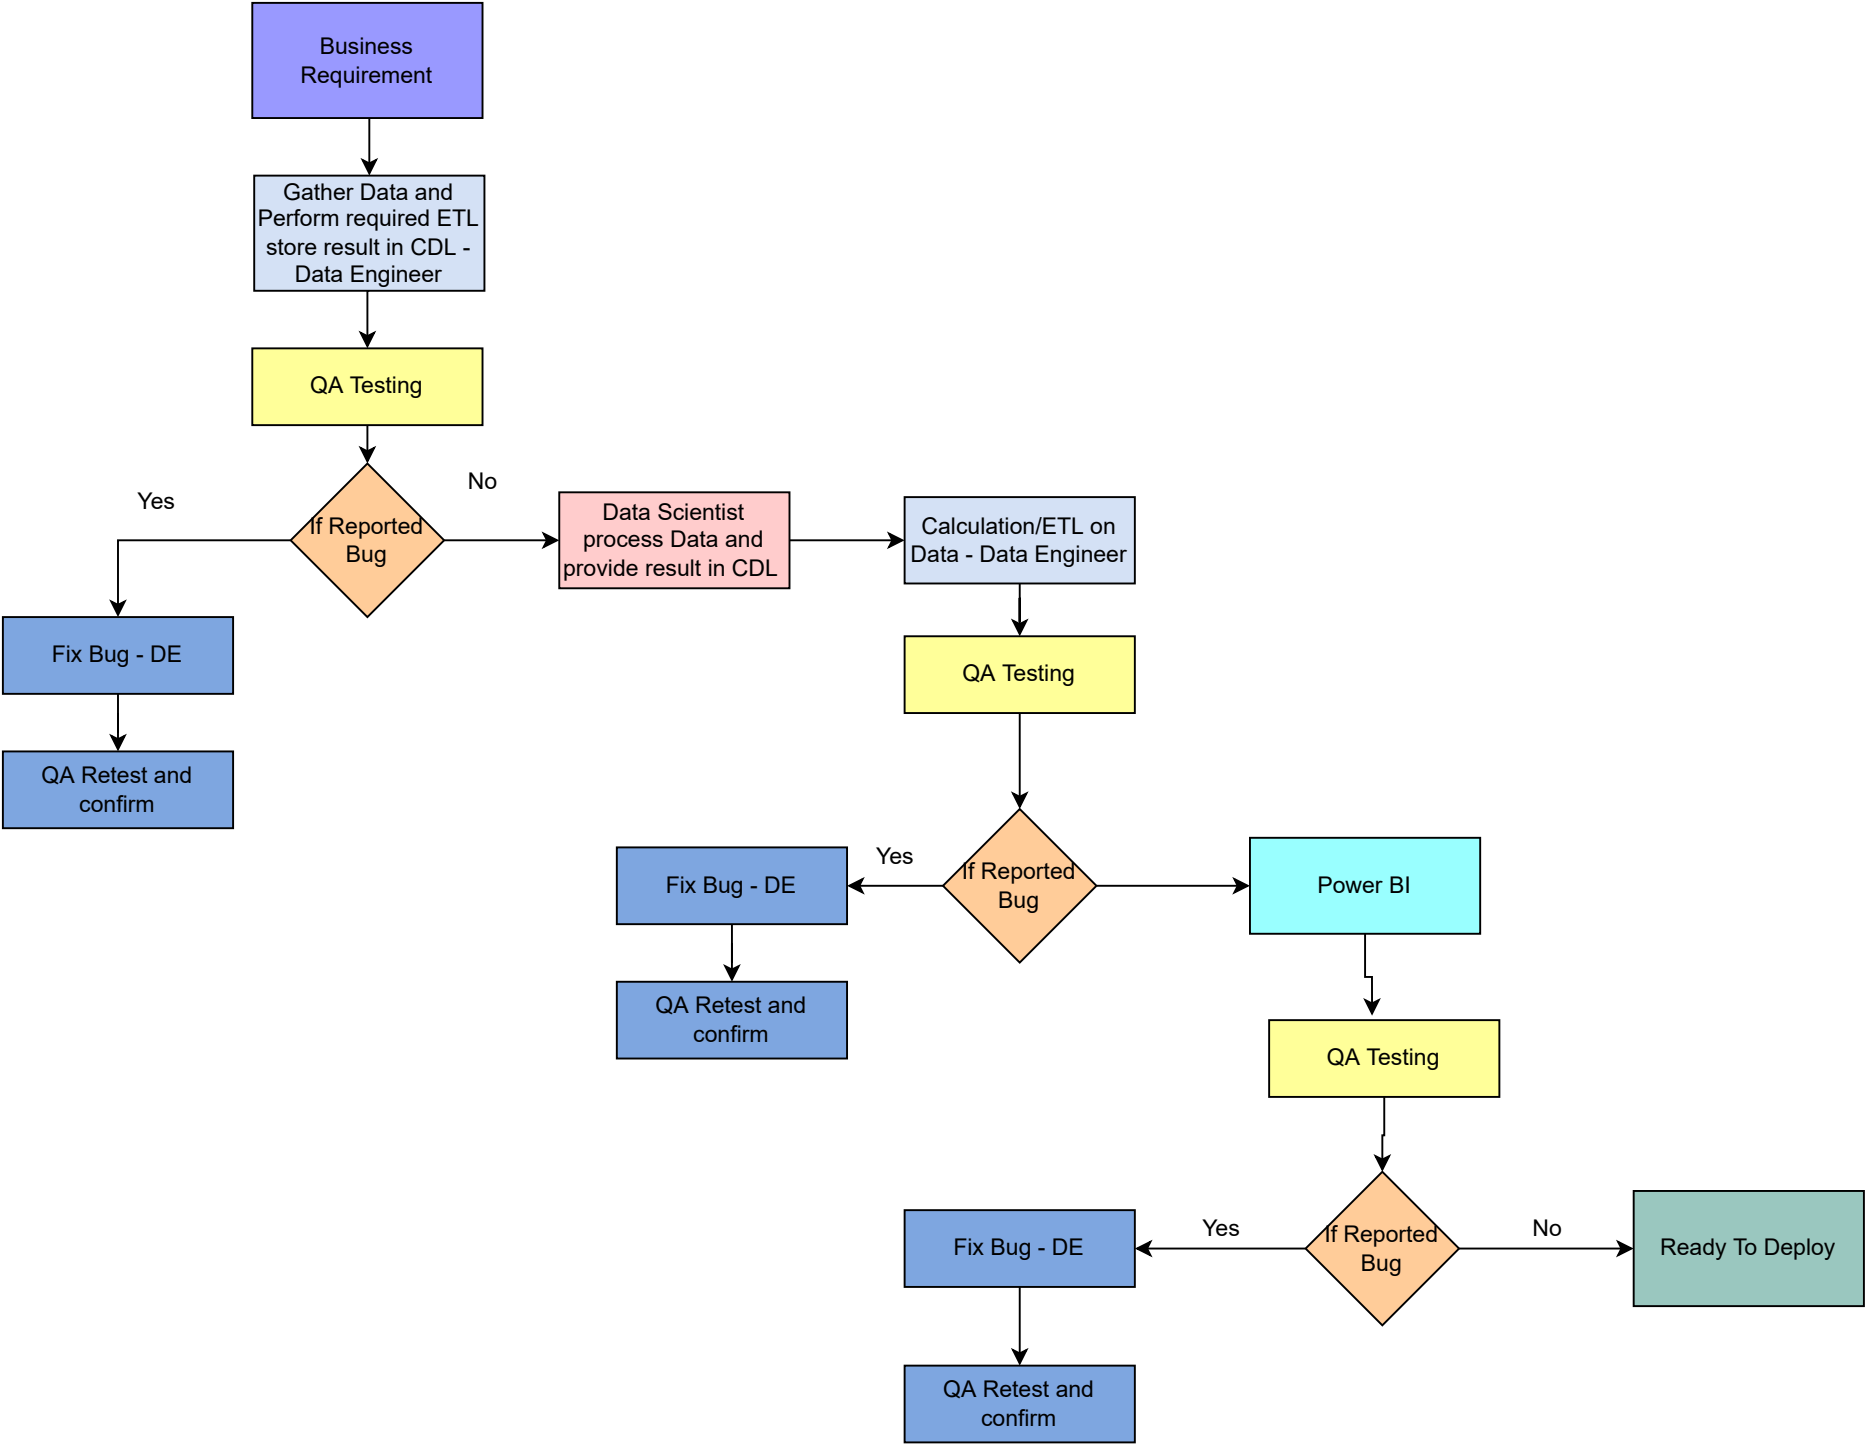 Business
Requirement
Gather Data and
Perform required ETL
store result in CDL -
Data Engineer
QA Testing
Yes
No
If Reported
Bug
Data Scientist
process Data and
provide result in CDL
Calculation/ETL on
Data - Data Engineer
Fix Bug - DE
QA Testing
QA Retest and
confirm
Yes
If Reported
Bug
Fix Bug - DE
Power BI
QA Retest and
confirm
QA Testing
Yes
No
If Reported
Bug
Fix Bug - DE
Ready To Deploy
QA Retest and
confirm